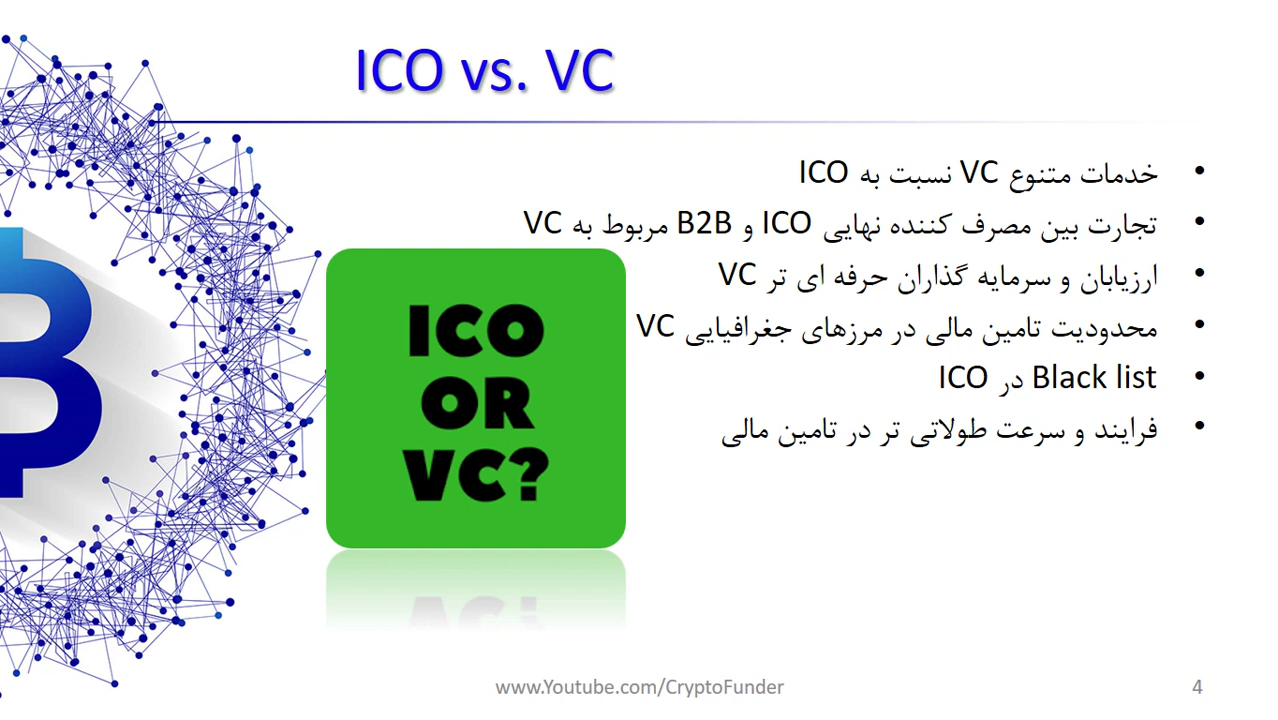 ICO vs. VC
• خدمات متنوع VC نسبت به ICO
• تجارت بین مصرف کننده نهایی ICO و B2B مربوط به VC
• ارزیابان و سرمایه گذاران حرفه ای تر VC
• محدودیت تامین مالی در مرزهای جغرافیایی VC
• Black list در ICO
• فرایند و سرعت طولاتی تر در تامین مالی
ICO
OR
VC?
www.Youtube.com/CryptoFunder
4